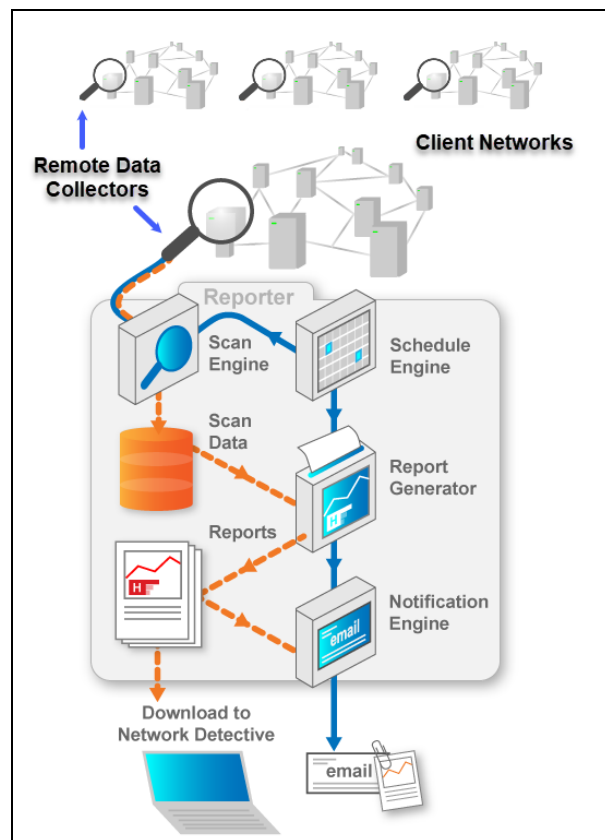 Client Networks
Remote Data
Collectors
Reporter
Scan
Engine
Schedule
Engine
Scan
Data
Report
Generator
H
Reports
H
Notification
Engine
email
Download to
Network Detective
email